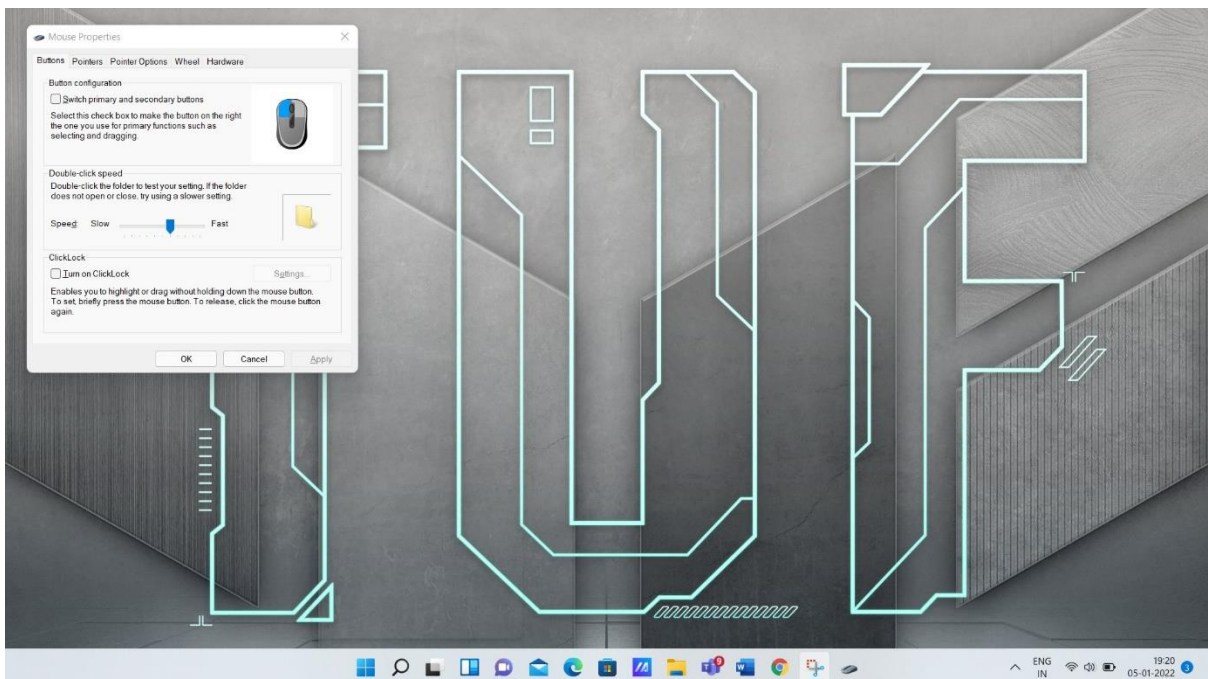 Mouse Properties
Buttons Pointers Pointer Options Wheel Hardware
Button configuration
Switch primary and secondary buttons
Select this check box to make the button on the right
the one you use for primary functions such as
selecting and dragging.
Double-click speed
Double-click the folder to test your setting. If the folder
does not open or close, try using a slower setting.
Speed: Slow Fast
ClickLock
Turn on ClickLock Settings...
Enables you to highlight or drag without holding down the mouse button.
To set, briefly press the mouse button. To release, click the mouse button
again.
OK Cancel Apply
TUF
9
ENG
IN
19:20
05-01-2022
3